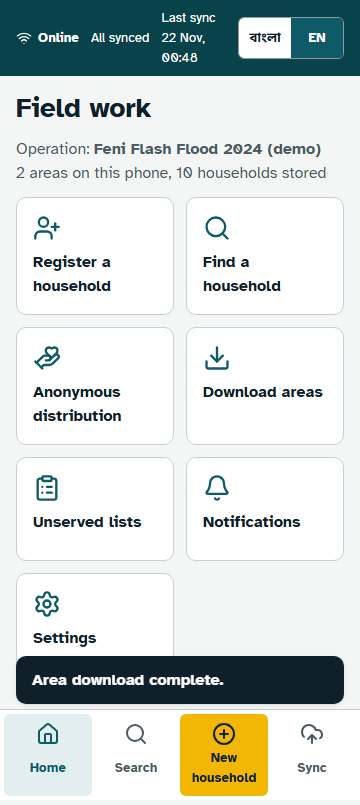 Online All synced Last sync
22 Nov,
00:48
বাংলা EN
Field work
Operation: Feni Flash Flood 2024 (demo)
2 areas on this phone, 10 households stored
Register a
household
Find a
household
Anonymous
distribution
Download areas
Unserved lists
Notifications
Settings
Area download complete.
Home
Search
New
household
Sync